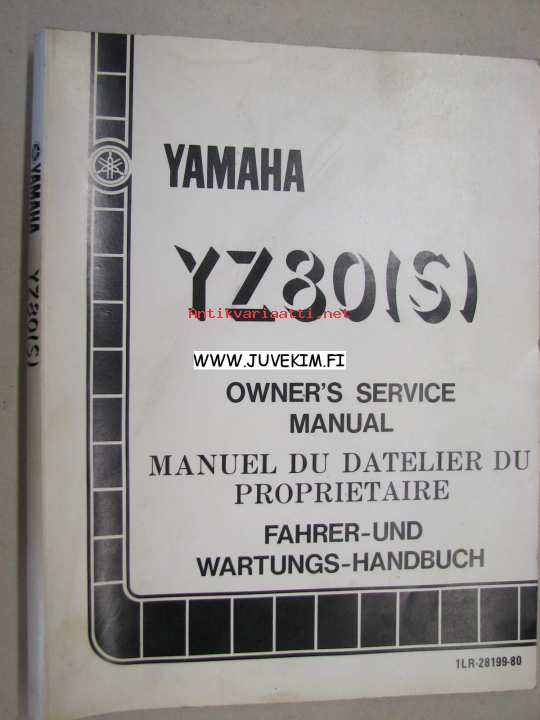 YAMAHA
YZ80(S)
Antikvariaatti.net
WWW.JUVEKIM.FI
OWNER'S SERVICE
MANUAL
MANUEL DU DATELIER DU
PROPRIETAIRE
FAHRER-UND
WARTUNGS-HANDBUCH
1LR-28199-80
YAMAHA YZ80(S)